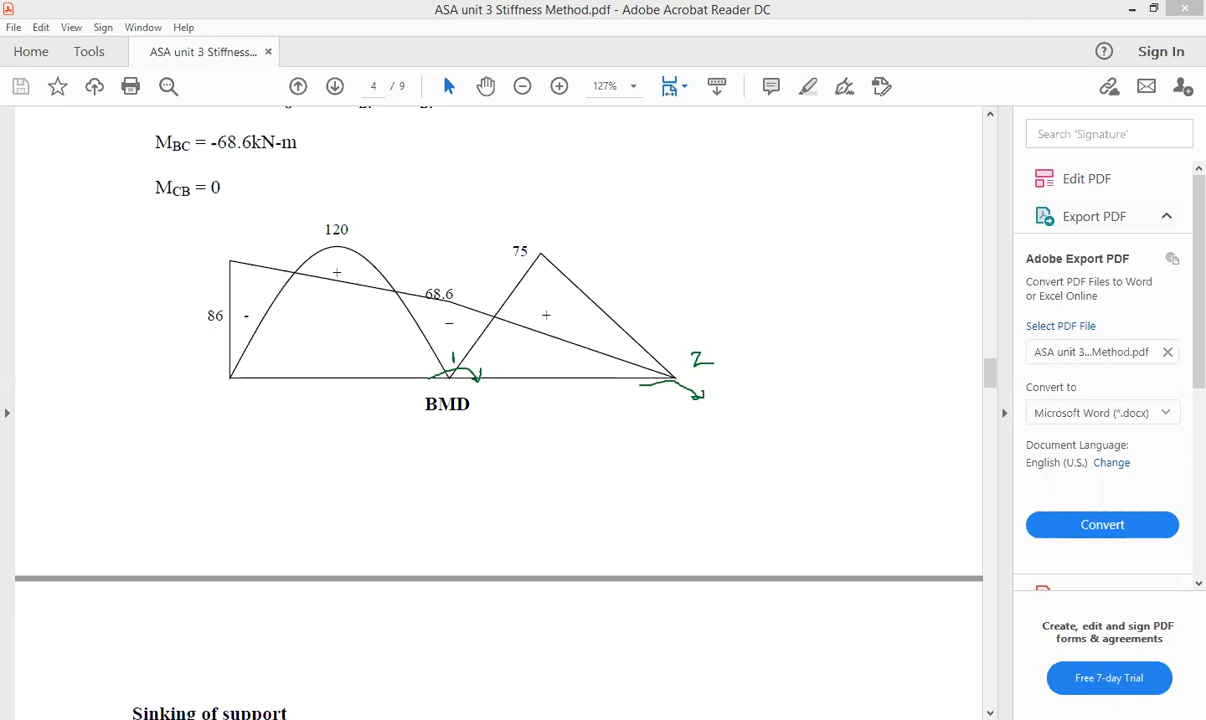 ASA unit 3 Stiffness Method.pdf - Adobe Acrobat Reader DC
File Edit View Sign Window Help
Home Tools ASA unit 3 Stiffness... × Sign In
4 / 9 127%
MBC = -68.6kN-m
MCB = 0
120
75
+
68.6
86 - − +
1 2
BMD
Sinking of support
Search 'Signature'
Edit PDF
Export PDF
Adobe Export PDF
Convert PDF Files to Word
or Excel Online
Select PDF File
ASA unit 3...Method.pdf
Convert to
Microsoft Word (*.docx)
Document Language:
English (U.S.) Change
Convert
Create, edit and sign PDF
forms & agreements
Free 7-day Trial